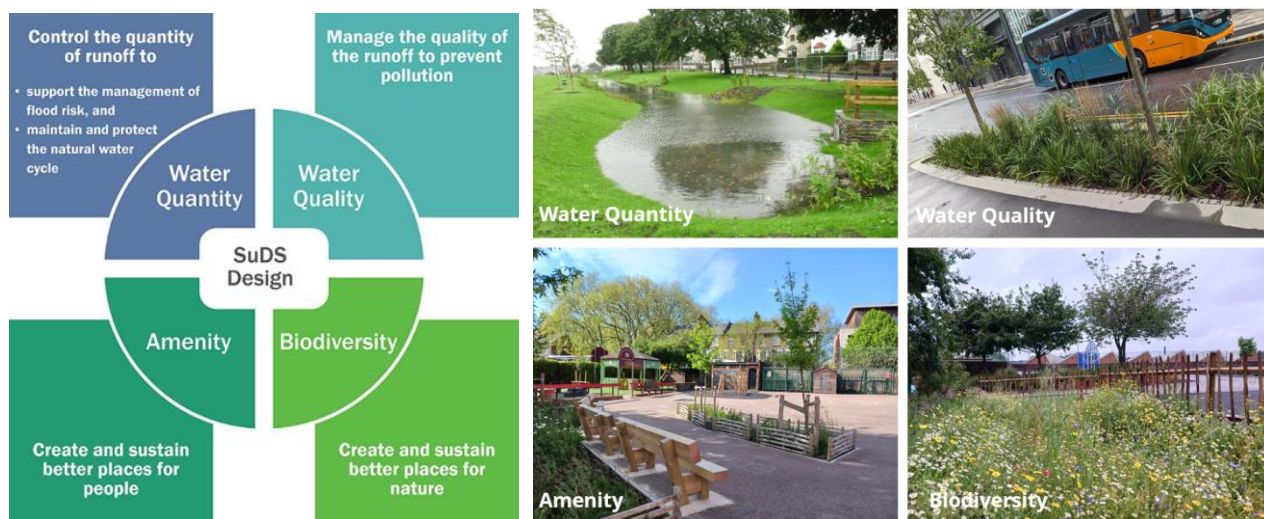 Control the quantity
of runoff to
• support the management of
flood risk, and
• maintain and protect
the natural water
cycle
Manage the quality of
the runoff to prevent
pollution
Water
Quantity
Water
Quality
SuDS
Design
Amenity
Biodiversity
Create and sustain
better places for
people
Create and sustain
better places for
nature
Water Quantity
Water Quality
Amenity
Biodiversity